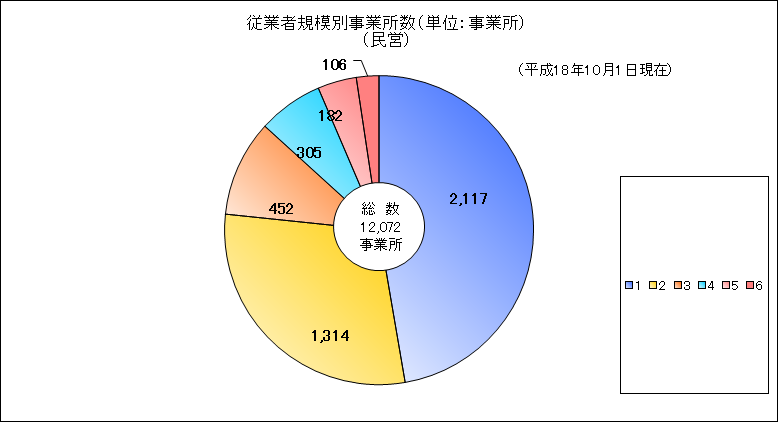 従業者規模別事業所数(単位：事業所)
(民営)
(平成18年10月1日現在)
106
182
305
452
2,117
1,314
総 数
12,072
事業所
1 2 3 4 5 6